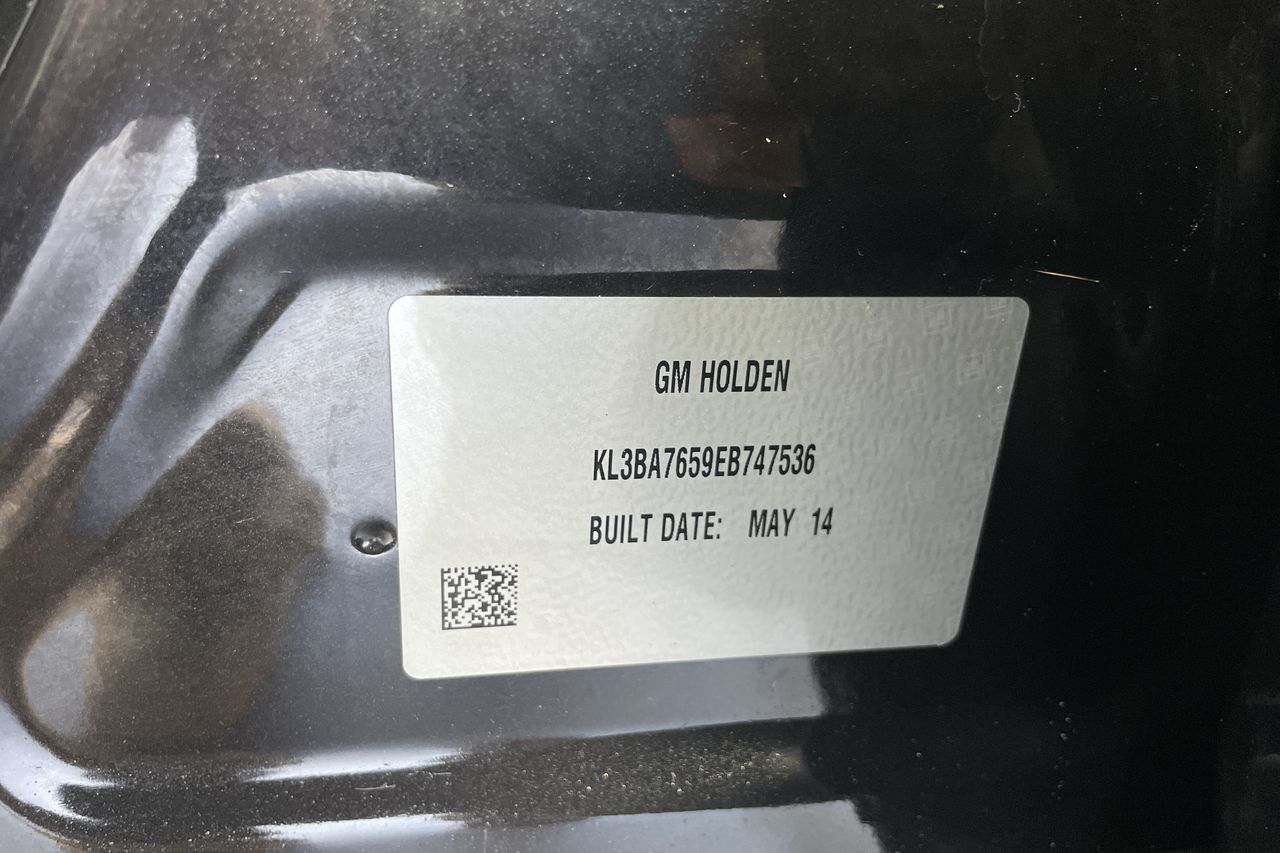 GM HOLDEN
KL3BA7659EB747536
BUILT DATE: MAY 14